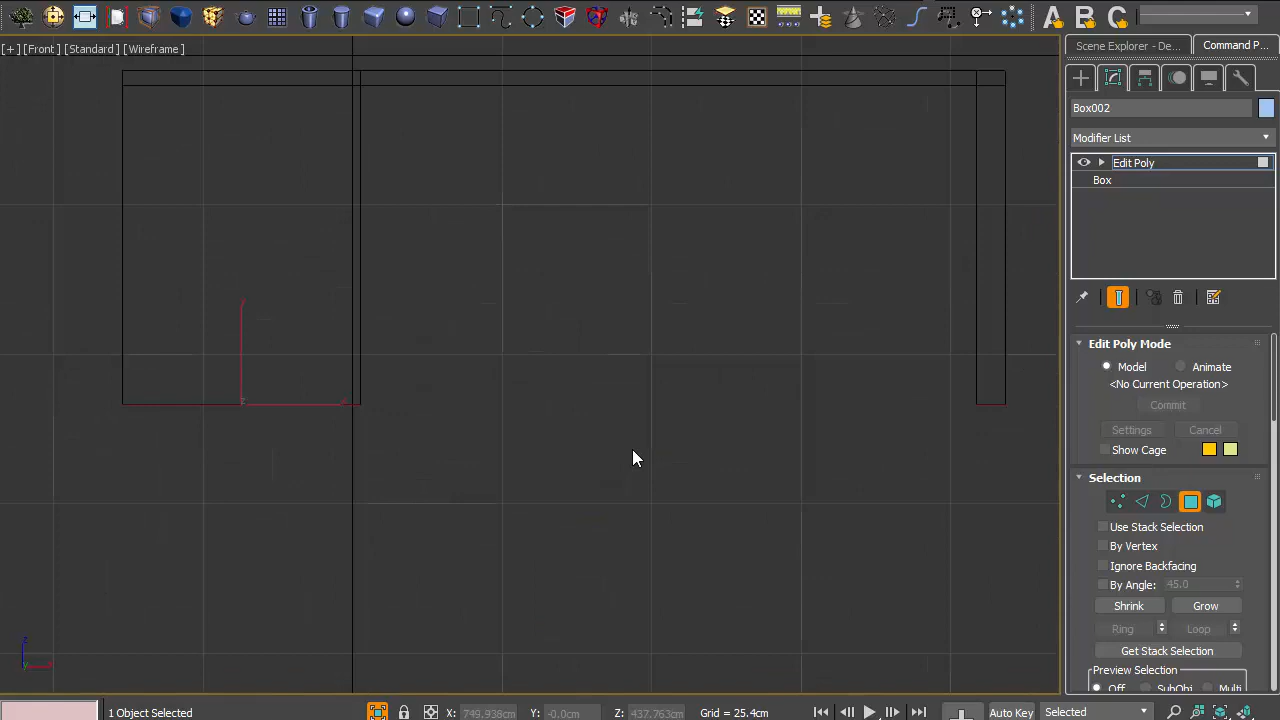 A B C
[+] [Front] [Standard] [Wireframe]
Scene Explorer - De...
Command P...
Box002
Modifier List
Edit Poly
Box
Edit Poly Mode
Model Animate
<No Current Operation>
Commit
Settings Cancel
Show Cage
Selection
Use Stack Selection
By Vertex
Ignore Backfacing
By Angle: 45.0
Shrink Grow
Ring Loop
Get Stack Selection
Preview Selection
Off SubObj Multi
z
x
1 Object Selected
X: 749.938cm Y: -0.0cm Z: 437.763cm Grid = 25.4cm
Auto Key
Selected